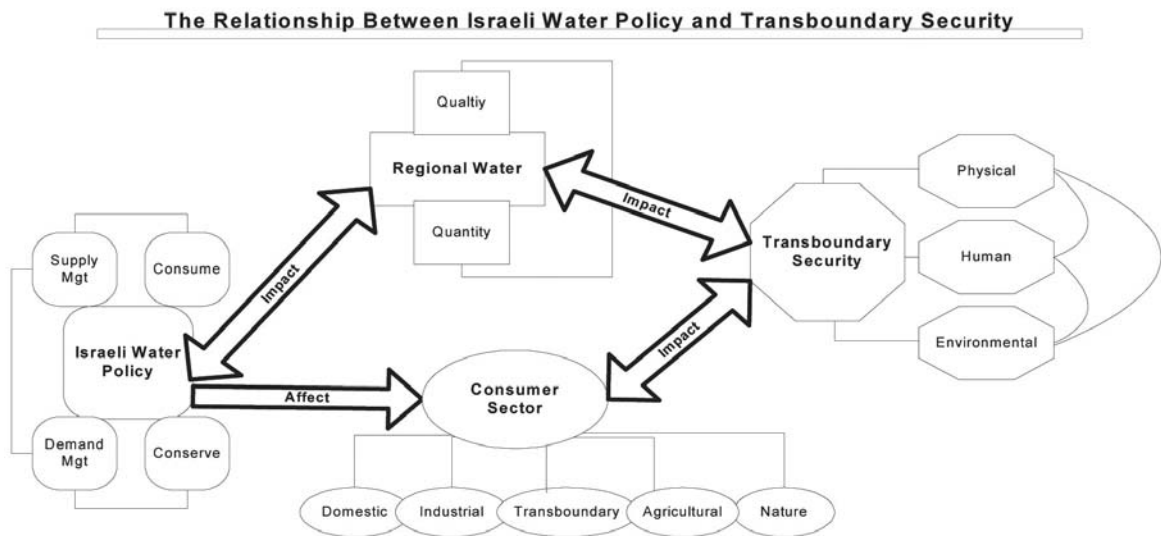 The Relationship Between Israeli Water Policy and Transboundary Security
Qualtiy
Regional Water
Quantity
Impact
Impact
Physical
Transboundary
Security
Human
Environmental
Supply
Mgt
Consume
Impact
Israeli Water
Policy
Affect
Consumer
Sector
Demand
Mgt
Conserve
Domestic
Industrial
Transboundary
Agricultural
Nature